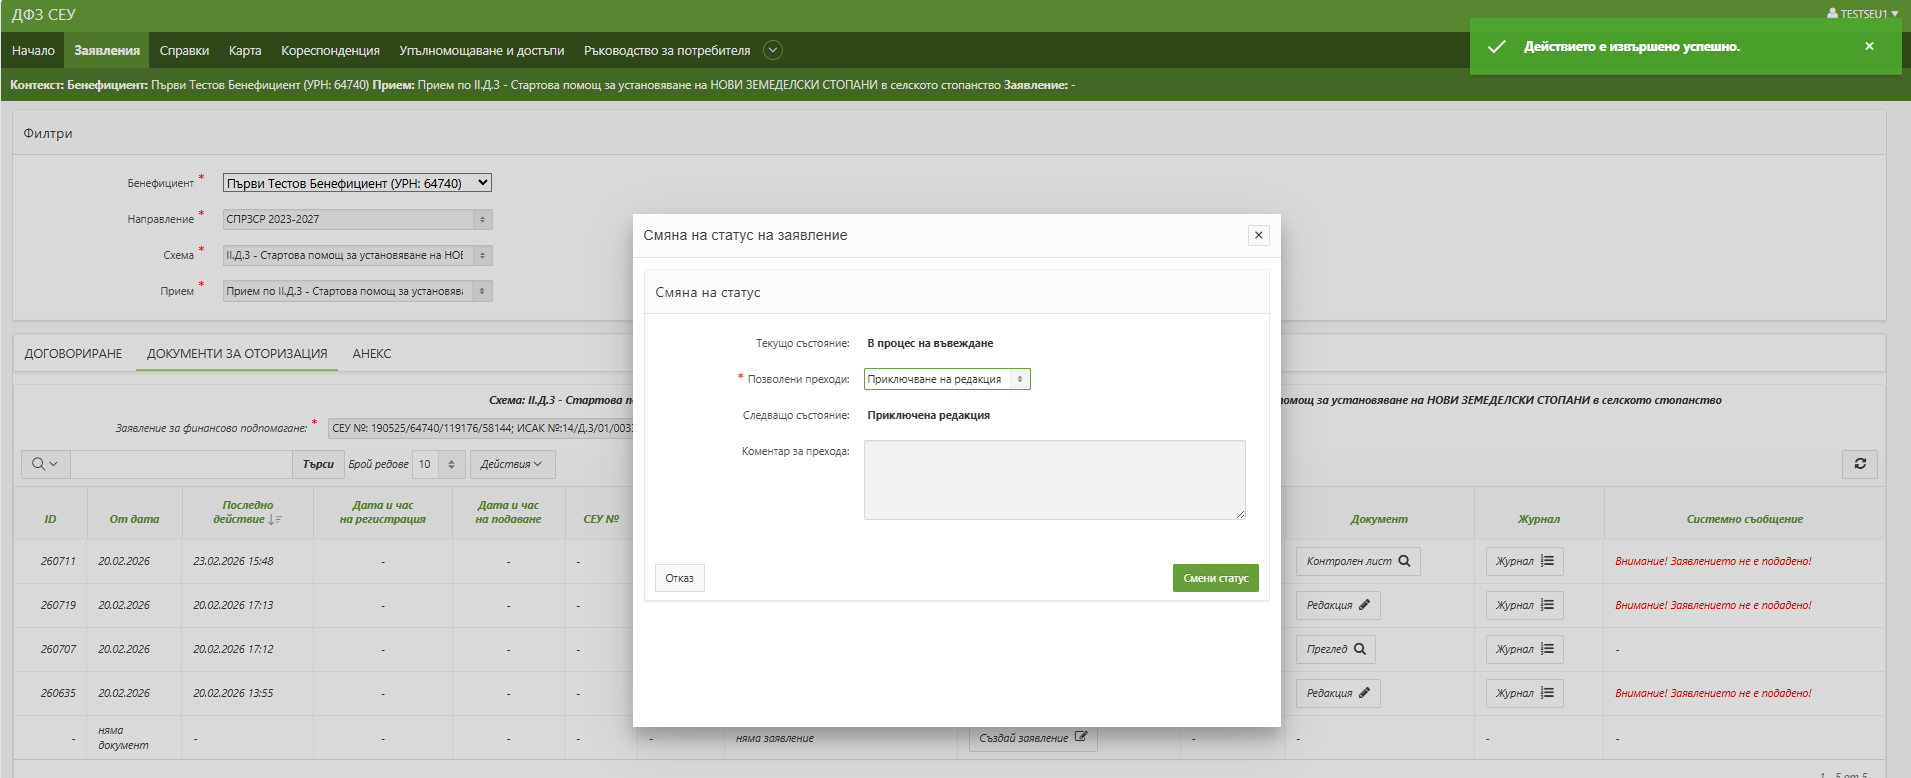 ДФЗ СЕУ
TESTSEU1
Начало Заявления Справки Карта Кореспонденция Упълномощаване и достъпи Ръководство за потребителя
Действието е извършено успешно.
Контекст: Бенефициент: Първи Тестов Бенефициент (УРН: 64740) Прием: Прием по II.Д.3 - Стартова помощ за установяване на НОВИ ЗЕМЕДЕЛСКИ СТОПАНИ в селското стопанство Заявление: -
Филтри
Бенефициент * Първи Тестов Бенефициент (УРН: 64740)
Направление * СПРЗСР 2023-2027
Схема * II.Д.3 - Стартова помощ за установяване на НОВ
Прием * Прием по II.Д.3 - Стартова помощ за установява
Смяна на статус на заявление
Смяна на статус
Текущо състояние: В процес на въвеждане
* Позволени преходи: Приключване на редакция
Следващо състояние: Приключена редакция
Коментар за прехода:
Отказ Смени статус
ДОГОВОРИРАНЕ ДОКУМЕНТИ ЗА ОТОРИЗАЦИЯ АНЕКС
Схема: II.Д.3 - Стартова по мощ за установяване на НОВИ ЗЕМЕДЕЛСКИ СТОПАНИ в селското стопанство
Заявление за финансово подпомагане: * СЕУ №: 190525/64740/119176/58144; ИСАК №:14/Д.3/01/003
Търси Брой редове 10 Действия
ID От дата Последно действие Дата и час на регистрация Дата и час на подаване СЕУ № Документ Журнал Системно съобщение
260711 20.02.2026 23.02.2026 15:48 - - - Контролен лист Журнал Внимание! Заявлението не е подадено!
260719 20.02.2026 20.02.2026 17:13 - - - Редакция Журнал Внимание! Заявлението не е подадено!
260707 20.02.2026 20.02.2026 17:12 - - - Преглед Журнал -
260635 20.02.2026 20.02.2026 13:55 - - - Редакция Журнал Внимание! Заявлението не е подадено!
- няма документ - - - - - няма заявление Създай заявление - - - -
1 - 5 от 5